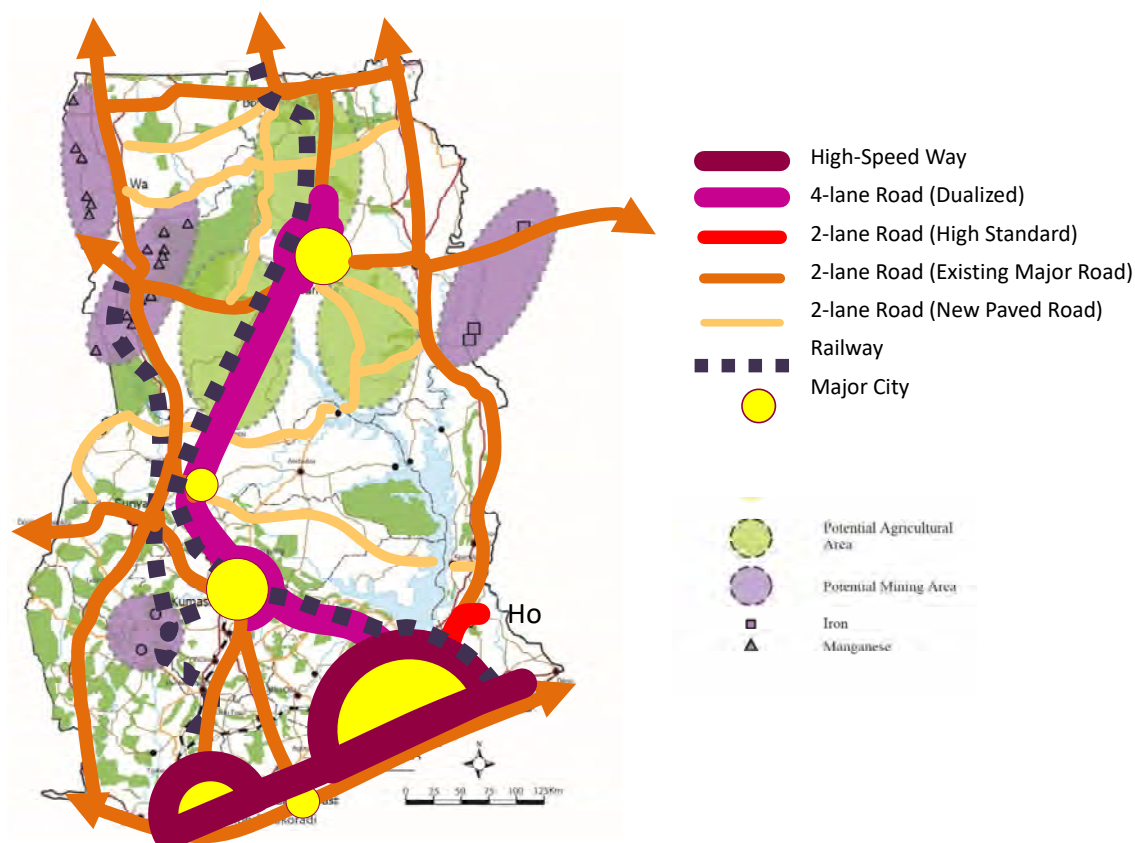 Wa
Kumas
Ho
N
0 25 50 75 100 125Km
High-Speed Way
4-lane Road (Dualized)
2-lane Road (High Standard)
2-lane Road (Existing Major Road)
2-lane Road (New Paved Road)
Railway
Major City
Potential Agricultural
Area
Potential Mining Area
Iron
Manganese